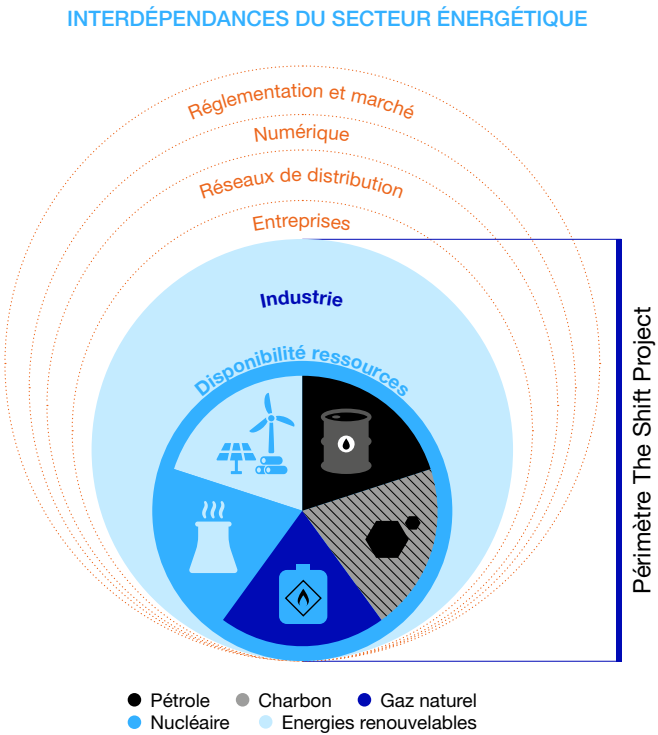 INTERDÉPENDANCES DU SECTEUR ÉNERGÉTIQUE
Réglementation et marché
Numérique
Réseaux de distribution
Entreprises
Industrie
Disponibilité ressources
Périmètre The Shift Project
Pétrole Charbon Gaz naturel
Nucléaire Energies renouvelables